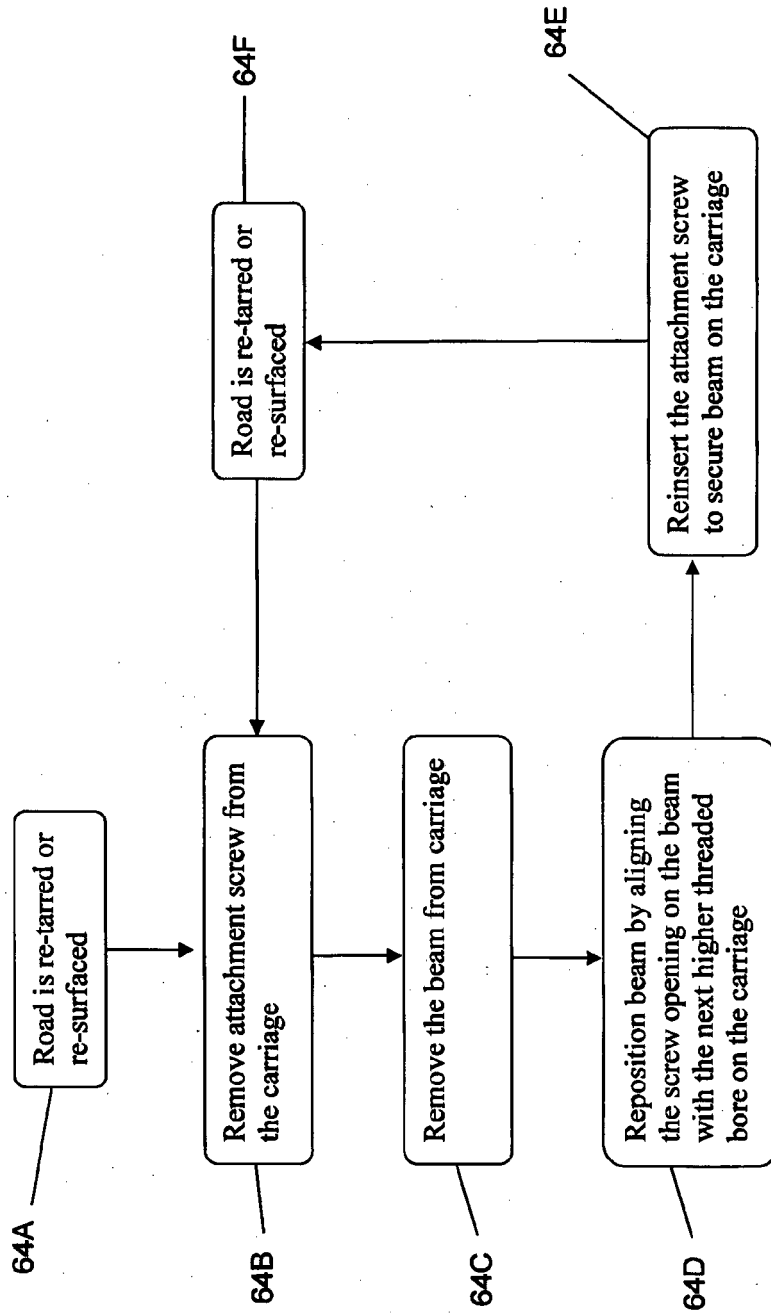 64A
Road is re-tarred or
re-surfaced
64F
Road is re-tarred or
re-surfaced
64B
Remove attachment screw from
the carriage
64C
Remove the beam from carriage
64D
Reposition beam by aligning
the screw opening on the beam
with the next higher threaded
bore on the carriage
64E
Reinsert the attachment screw
to secure beam on the carriage